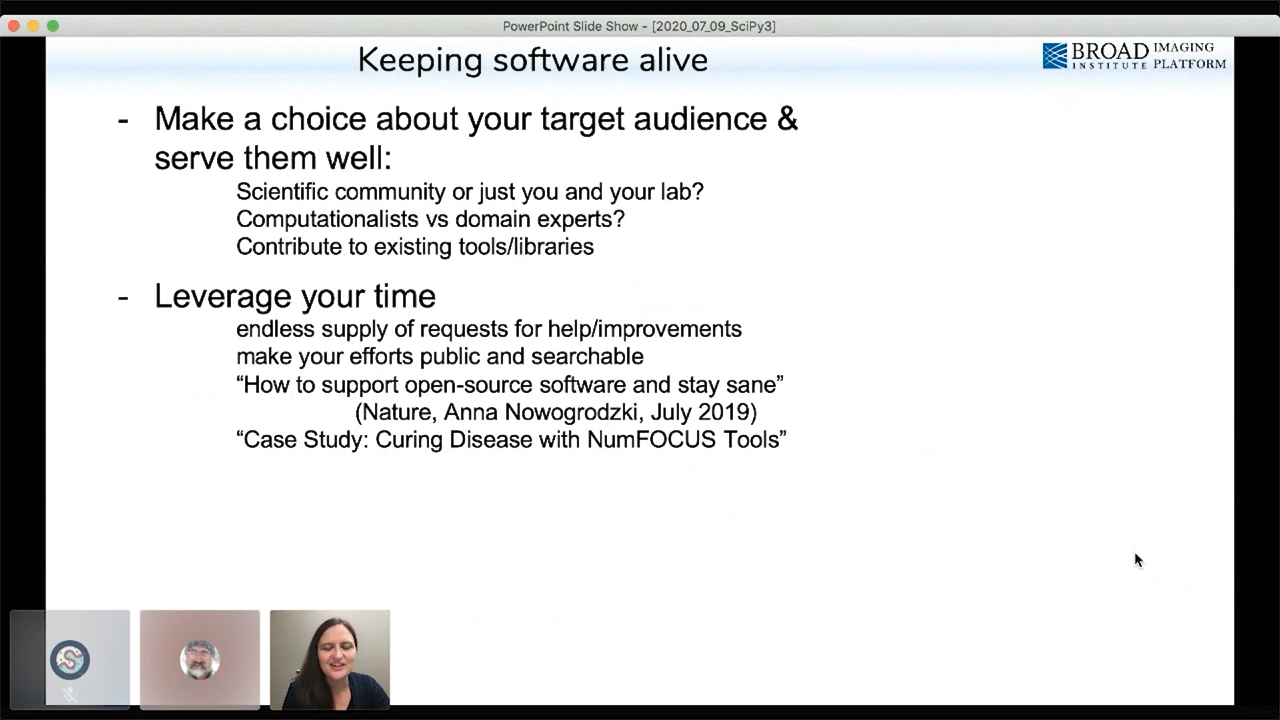 PowerPoint Slide Show - [2020_07_09_SciPy3]
Keeping software alive
BROAD INSTITUTE IMAGING PLATFORM
- Make a choice about your target audience &
serve them well:
Scientific community or just you and your lab?
Computationalists vs domain experts?
Contribute to existing tools/libraries
- Leverage your time
endless supply of requests for help/improvements
make your efforts public and searchable
“How to support open-source software and stay sane”
(Nature, Anna Nowogrodzki, July 2019)
“Case Study: Curing Disease with NumFOCUS Tools”